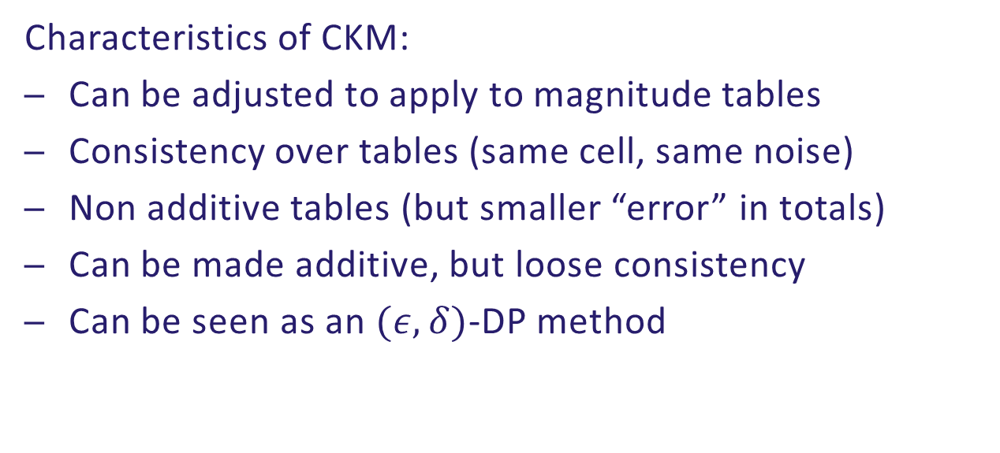 Characteristics of CKM:
– Can be adjusted to apply to magnitude tables
– Consistency over tables (same cell, same noise)
– Non additive tables (but smaller “error” in totals)
– Can be made additive, but loose consistency
– Can be seen as an (ϵ, δ)-DP method